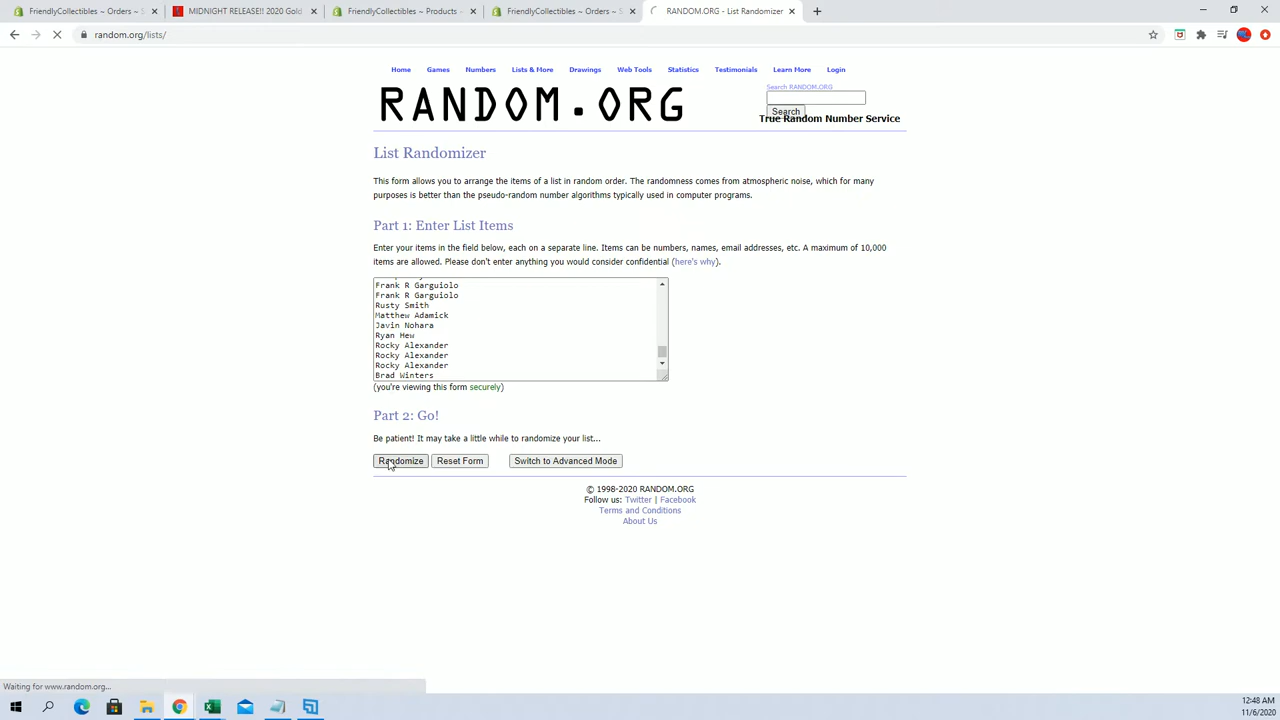 FriendlyCollectibles ~ Orders ~ S
MIDNIGHT RELEASE!! 2020 Gold
FriendlyCollectibles ~ Products ~
FriendlyCollectibles ~ Orders ~ S
RANDOM.ORG - List Randomizer
random.org/lists/
Home Games Numbers Lists & More Drawings Web Tools Statistics Testimonials Learn More Login
RANDOM.ORG
Search RANDOM.ORG
Search
True Random Number Service
List Randomizer
This form allows you to arrange the items of a list in random order. The randomness comes from atmospheric noise, which for many
purposes is better than the pseudo-random number algorithms typically used in computer programs.
Part 1: Enter List Items
Enter your items in the field below, each on a separate line. Items can be numbers, names, email addresses, etc. A maximum of 10,000
items are allowed. Please don't enter anything you would consider confidential (here's why).
Frank R Garguiolo
Frank R Garguiolo
Rusty Smith
Matthew Adamick
Javin Nohara
Ryan Hew
Rocky Alexander
Rocky Alexander
Rocky Alexander
Brad Winters
(you're viewing this form securely)
Part 2: Go!
Be patient! It may take a little while to randomize your list...
Randomize Reset Form Switch to Advanced Mode
© 1998-2020 RANDOM.ORG
Follow us: Twitter | Facebook
Terms and Conditions
About Us
Waiting for www.random.org...
12:48 AM
11/6/2020